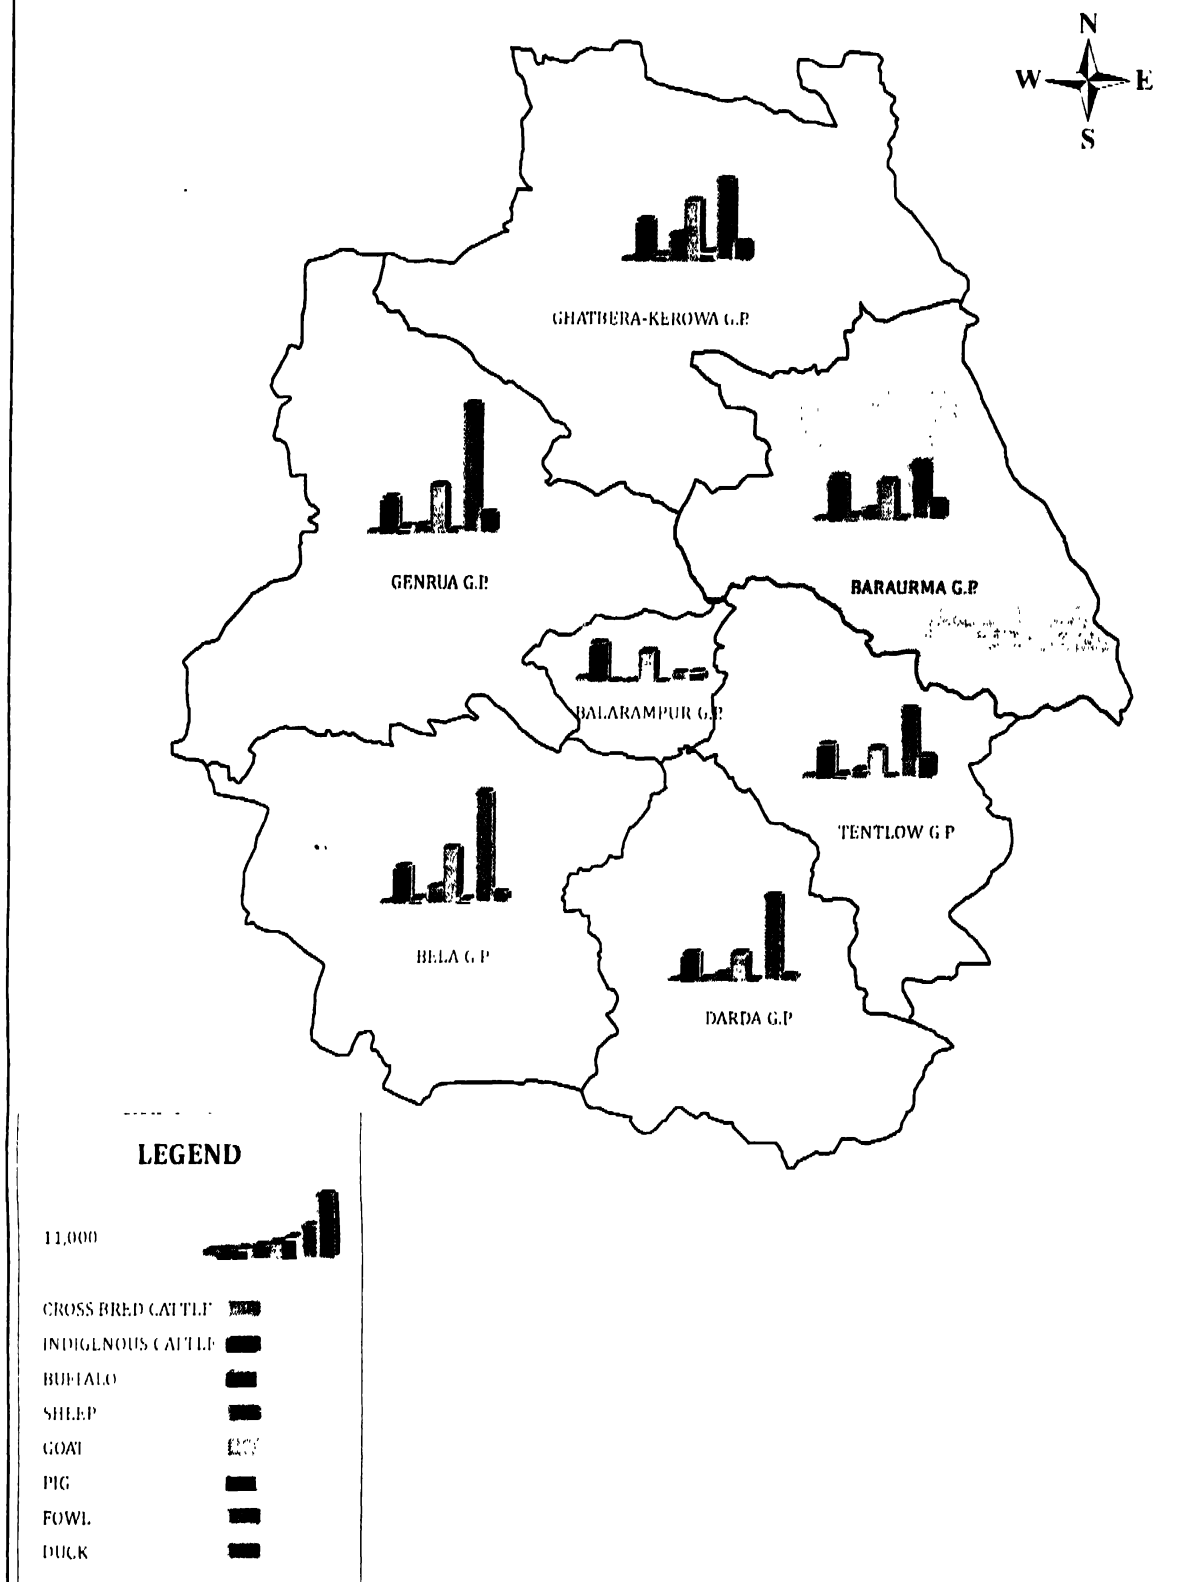 N
W E
S
GHATBERA-KEROWA G.P.
GENRUA G.P.
BARAURMA G.P.
BALARAMPUR G.P.
TENTLOW G P
BELA G P
DARDA G.P
LEGEND
11,000
CROSS BRED CATTLE
INDIGENOUS CATTLE
BUFFALO
SHEEP
GOAT
PIG
FOWL
DUCK